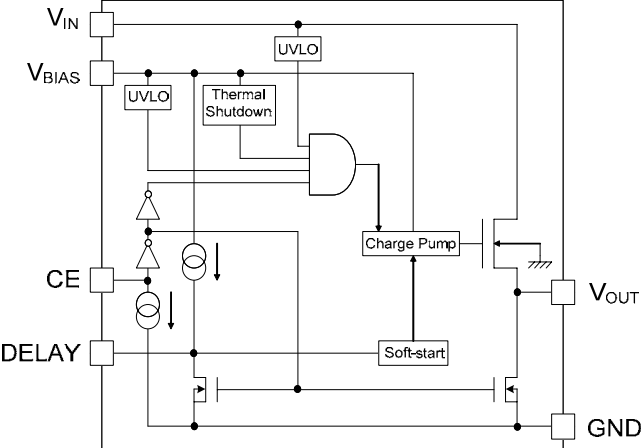 VIN
UVLO
VBIAS
UVLO
Thermal
Shutdown
Charge Pump
CE
VOUT
DELAY
Soft-start
GND